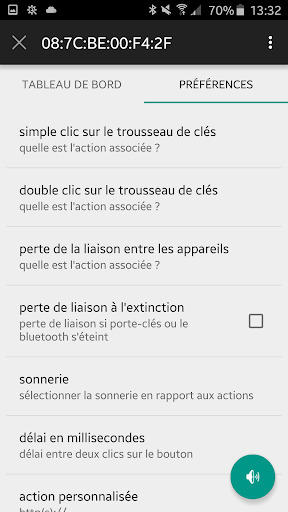 70% 13:32
08:7C:BE:00:F4:2F
TABLEAU DE BORD PRÉFÉRENCES
simple clic sur le trousseau de clés
quelle est l'action associée ?
double clic sur le trousseau de clés
quelle est l'action associée ?
perte de la liaison entre les appareils
quelle est l'action associée ?
perte de liaison à l'extinction
perte de liaison si porte-clés ou le
bluetooth s'éteint
sonnerie
sélectionner la sonnerie en rapport aux actions
délai en millisecondes
délai entre deux clics sur le bouton
action personnalisée
http(s)://